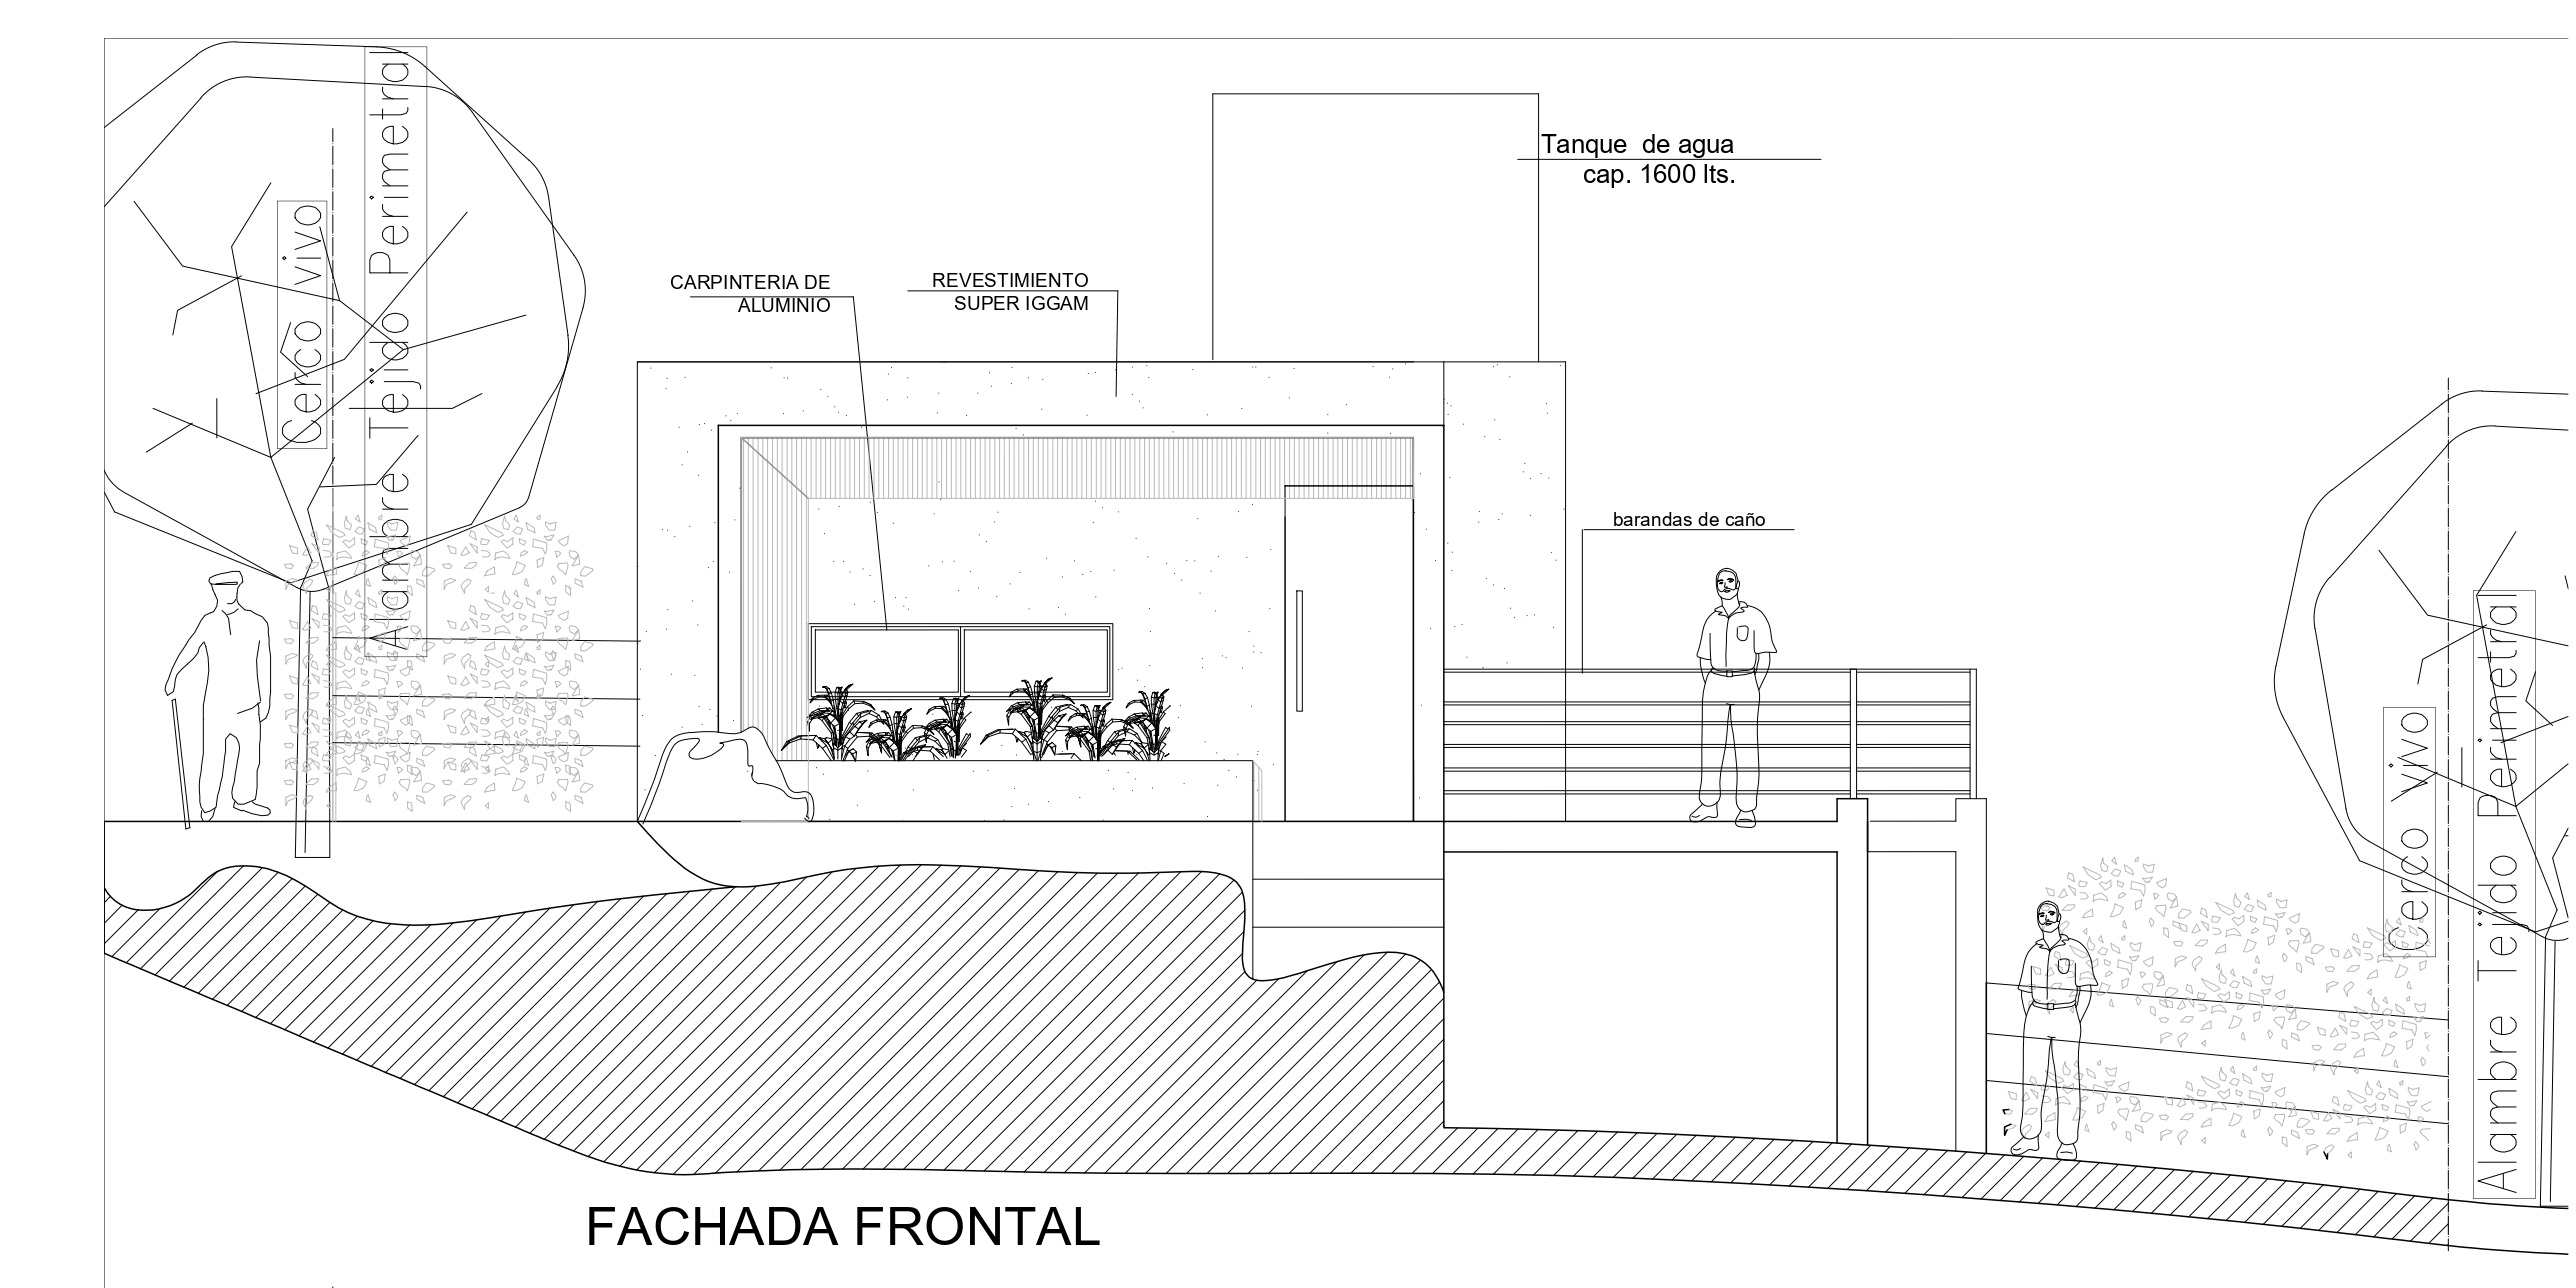 Alambre Tejido Perimetral
Cerco vivo
Tanque de agua
cap. 1600 lts.
CARPINTERIA DE
ALUMINIO
REVESTIMIENTO
SUPER IGGAM
barandas de caño
Cerco vivo
Alambre Tejido Perimetral
FACHADA FRONTAL